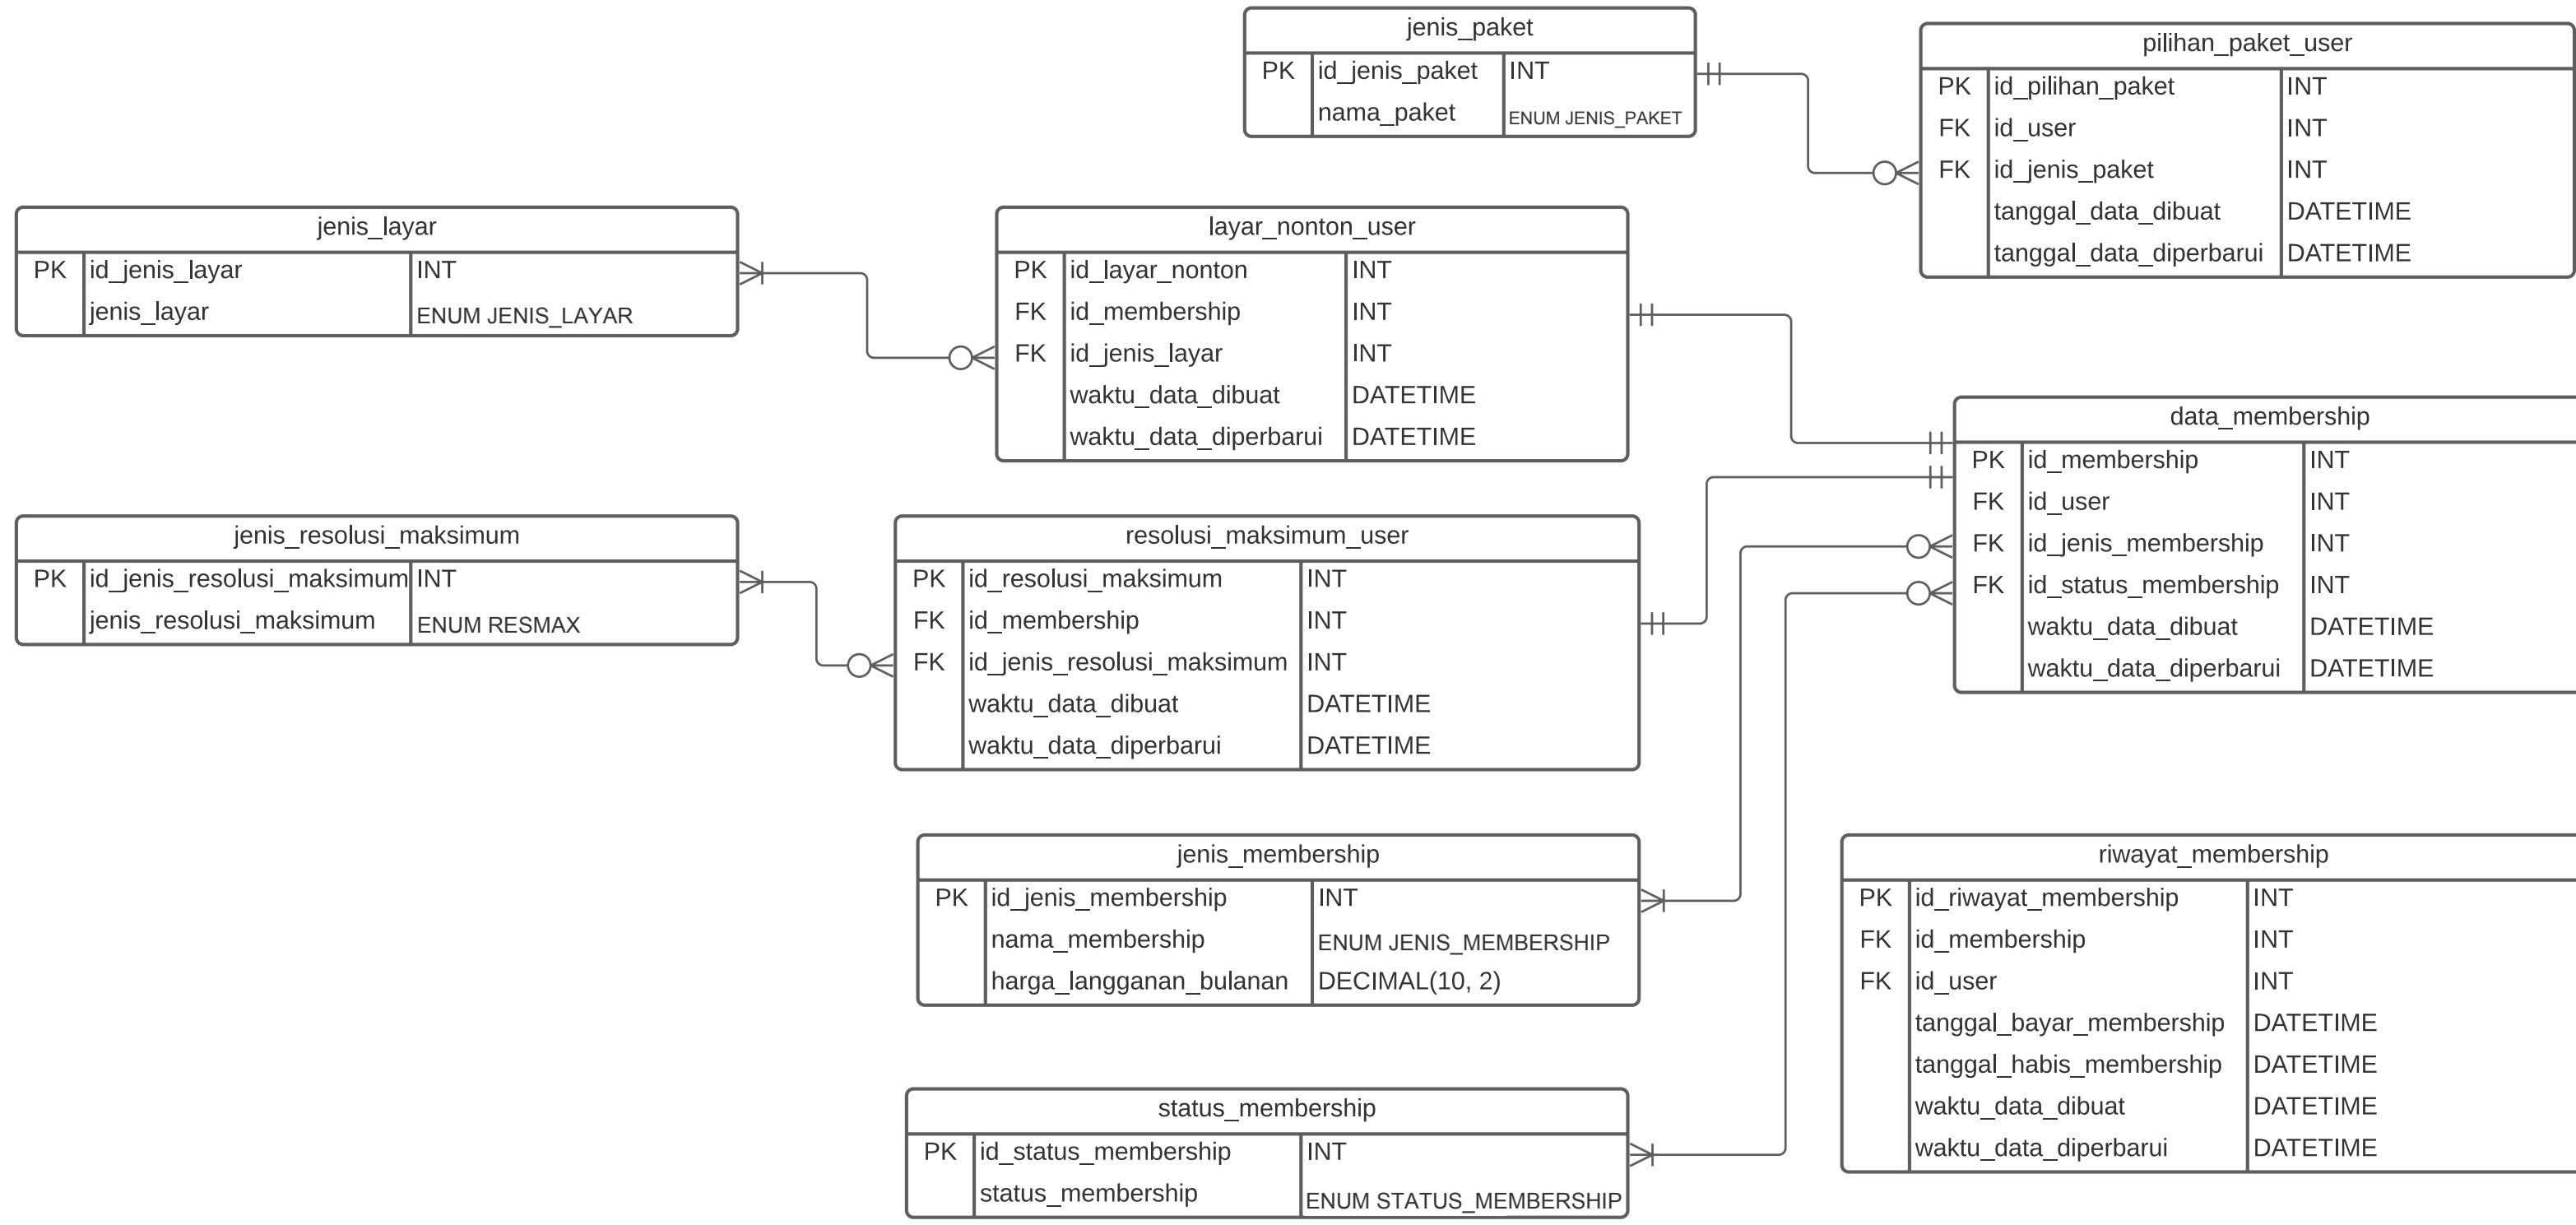 jenis_paket
PK id_jenis_paket INT
nama_paket ENUM JENIS_PAKET
pilihan_paket_user
PK id_pilihan_paket INT
FK id_user INT
FK id_jenis_paket INT
tanggal_data_dibuat DATETIME
tanggal_data_diperbarui DATETIME
jenis_layar
PK id_jenis_layar INT
jenis_layar ENUM JENIS_LAYAR
layar_nonton_user
PK id_layar_nonton INT
FK id_membership INT
FK id_jenis_layar INT
waktu_data_dibuat DATETIME
waktu_data_diperbarui DATETIME
data_membership
PK id_membership INT
FK id_user INT
FK id_jenis_membership INT
FK id_status_membership INT
waktu_data_dibuat DATETIME
waktu_data_diperbarui DATETIME
jenis_resolusi_maksimum
PK id_jenis_resolusi_maksimum INT
jenis_resolusi_maksimum ENUM RESMAX
resolusi_maksimum_user
PK id_resolusi_maksimum INT
FK id_membership INT
FK id_jenis_resolusi_maksimum INT
waktu_data_dibuat DATETIME
waktu_data_diperbarui DATETIME
jenis_membership
PK id_jenis_membership INT
nama_membership ENUM JENIS_MEMBERSHIP
harga_langganan_bulanan DECIMAL(10, 2)
riwayat_membership
PK id_riwayat_membership INT
FK id_membership INT
FK id_user INT
tanggal_bayar_membership DATETIME
tanggal_habis_membership DATETIME
waktu_data_dibuat DATETIME
waktu_data_diperbarui DATETIME
status_membership
PK id_status_membership INT
status_membership ENUM STATUS_MEMBERSHIP